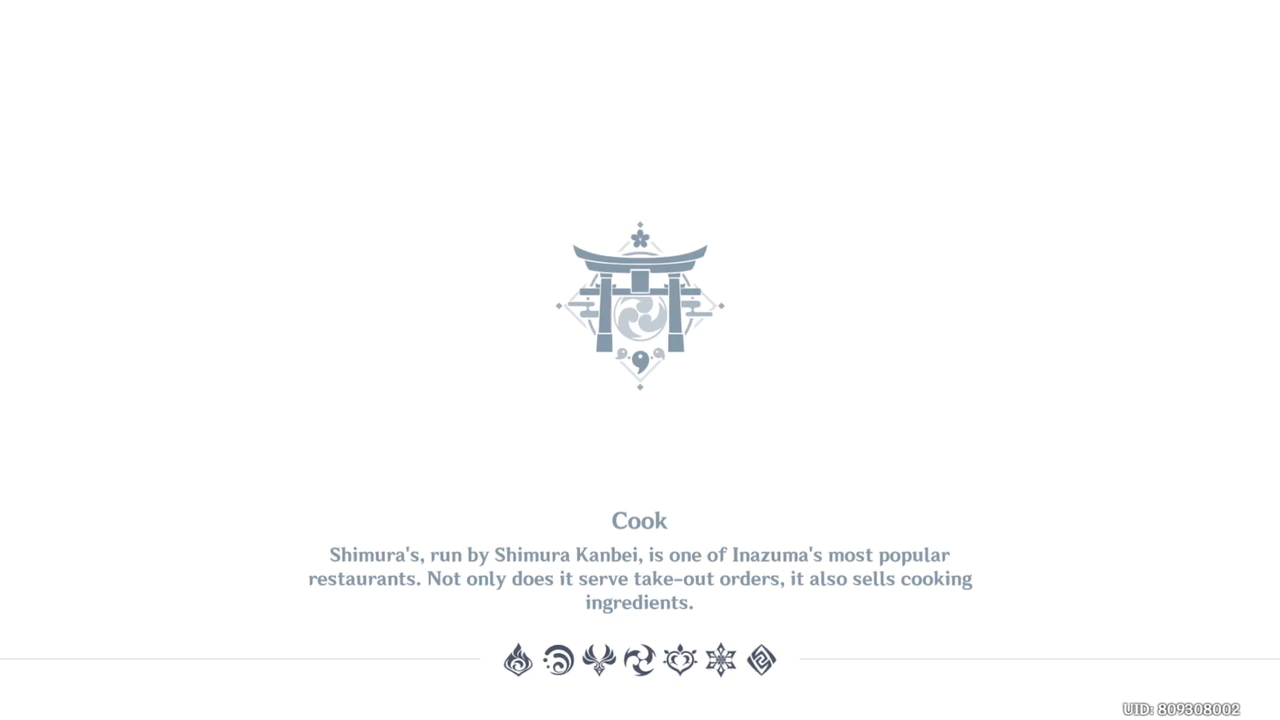 Cook
Shimura's, run by Shimura Kanbei, is one of Inazuma's most popular
restaurants. Not only does it serve take-out orders, it also sells cooking
ingredients.
UID: 809308002